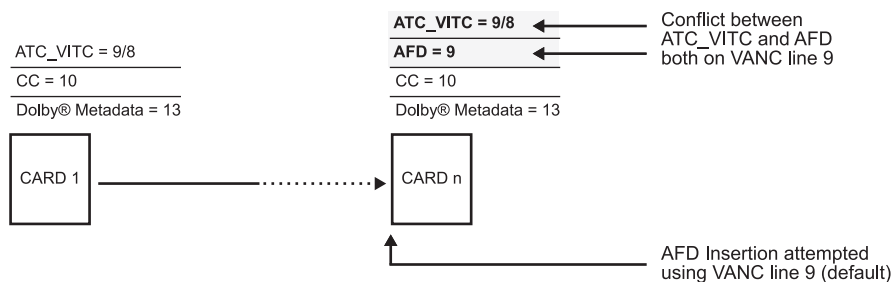 ATC_VITC = 9/8
CC = 10
Dolby® Metadata = 13
CARD 1
ATC_VITC = 9/8
AFD = 9
CC = 10
Dolby® Metadata = 13
CARD n
Conflict between
ATC_VITC and AFD
both on VANC line 9
AFD Insertion attempted
using VANC line 9 (default)